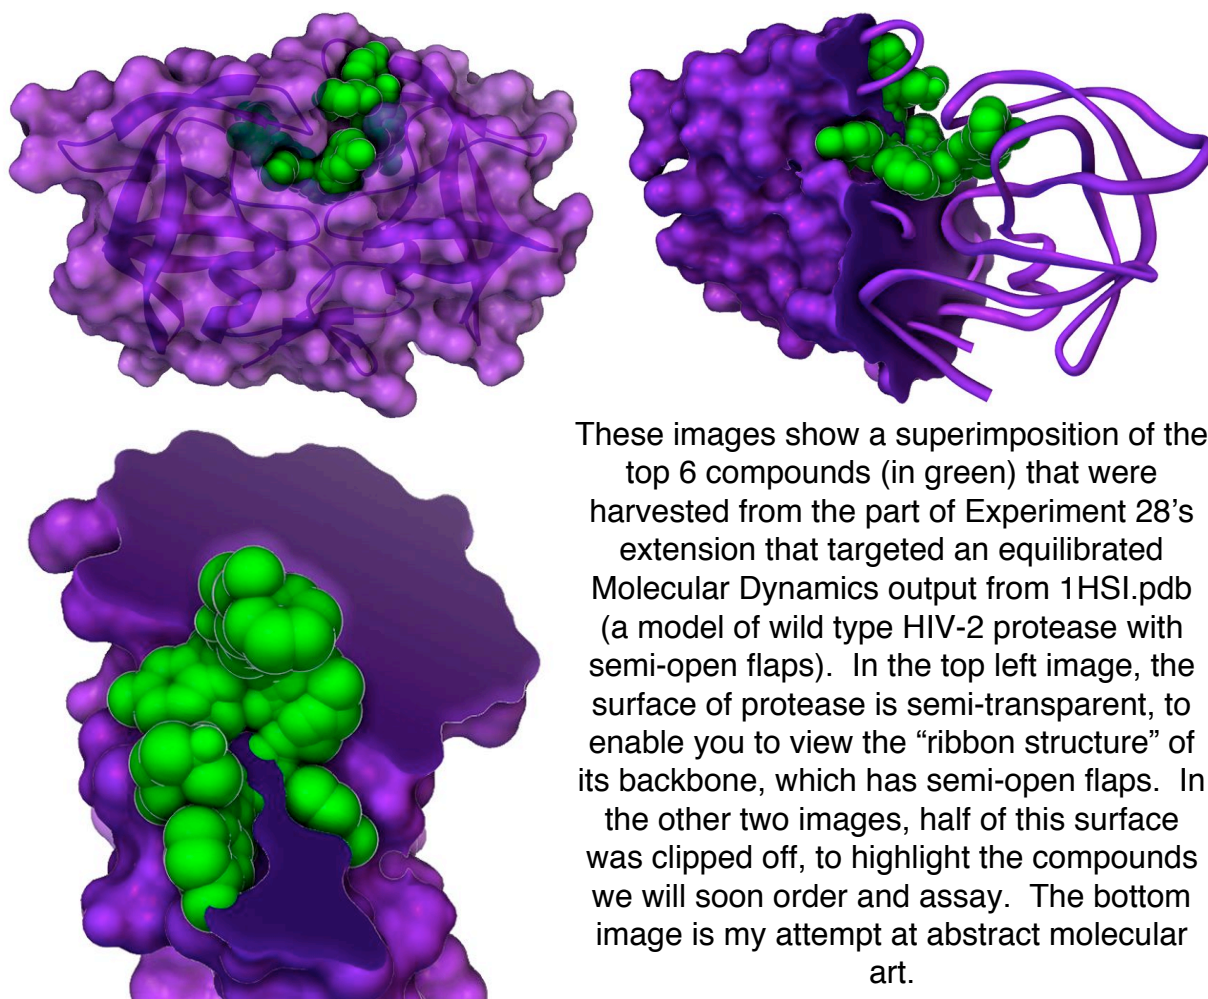 These images show a superimposition of the
top 6 compounds (in green) that were
harvested from the part of Experiment 28’s
extension that targeted an equilibrated
Molecular Dynamics output from 1HSI.pdb
(a model of wild type HIV-2 protease with
semi-open flaps).  In the top left image, the
surface of protease is semi-transparent, to
enable you to view the “ribbon structure” of
its backbone, which has semi-open flaps.  In
the other two images, half of this surface
was clipped off, to highlight the compounds
we will soon order and assay.  The bottom
image is my attempt at abstract molecular
art.